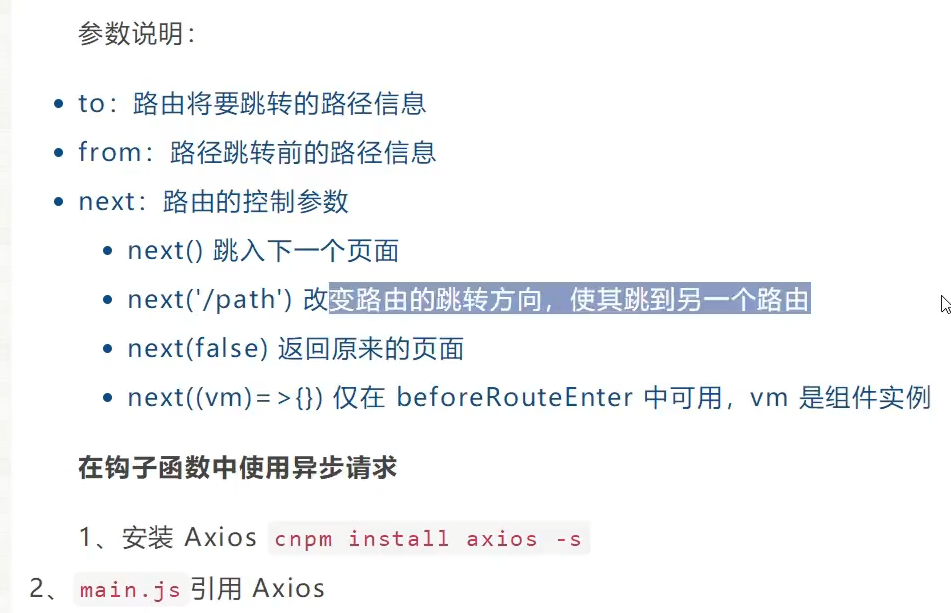 参数说明：
to：路由将要跳转的路径信息
from：路径跳转前的路径信息
next：路由的控制参数
next() 跳入下一个页面
next('/path') 改变路由的跳转方向，使其跳到另一个路由
next(false) 返回原来的页面
next((vm)=>{}) 仅在 beforeRouteEnter 中可用，vm 是组件实例
在钩子函数中使用异步请求
1、安装 Axios cnpm install axios -s
2、main.js引用 Axios